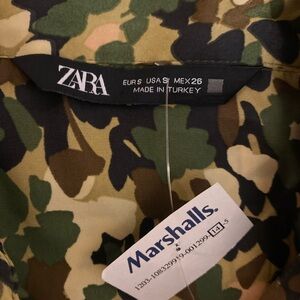 ZARA
EUR S USA S MEX 26
MADE IN TURKEY
Marshalls.